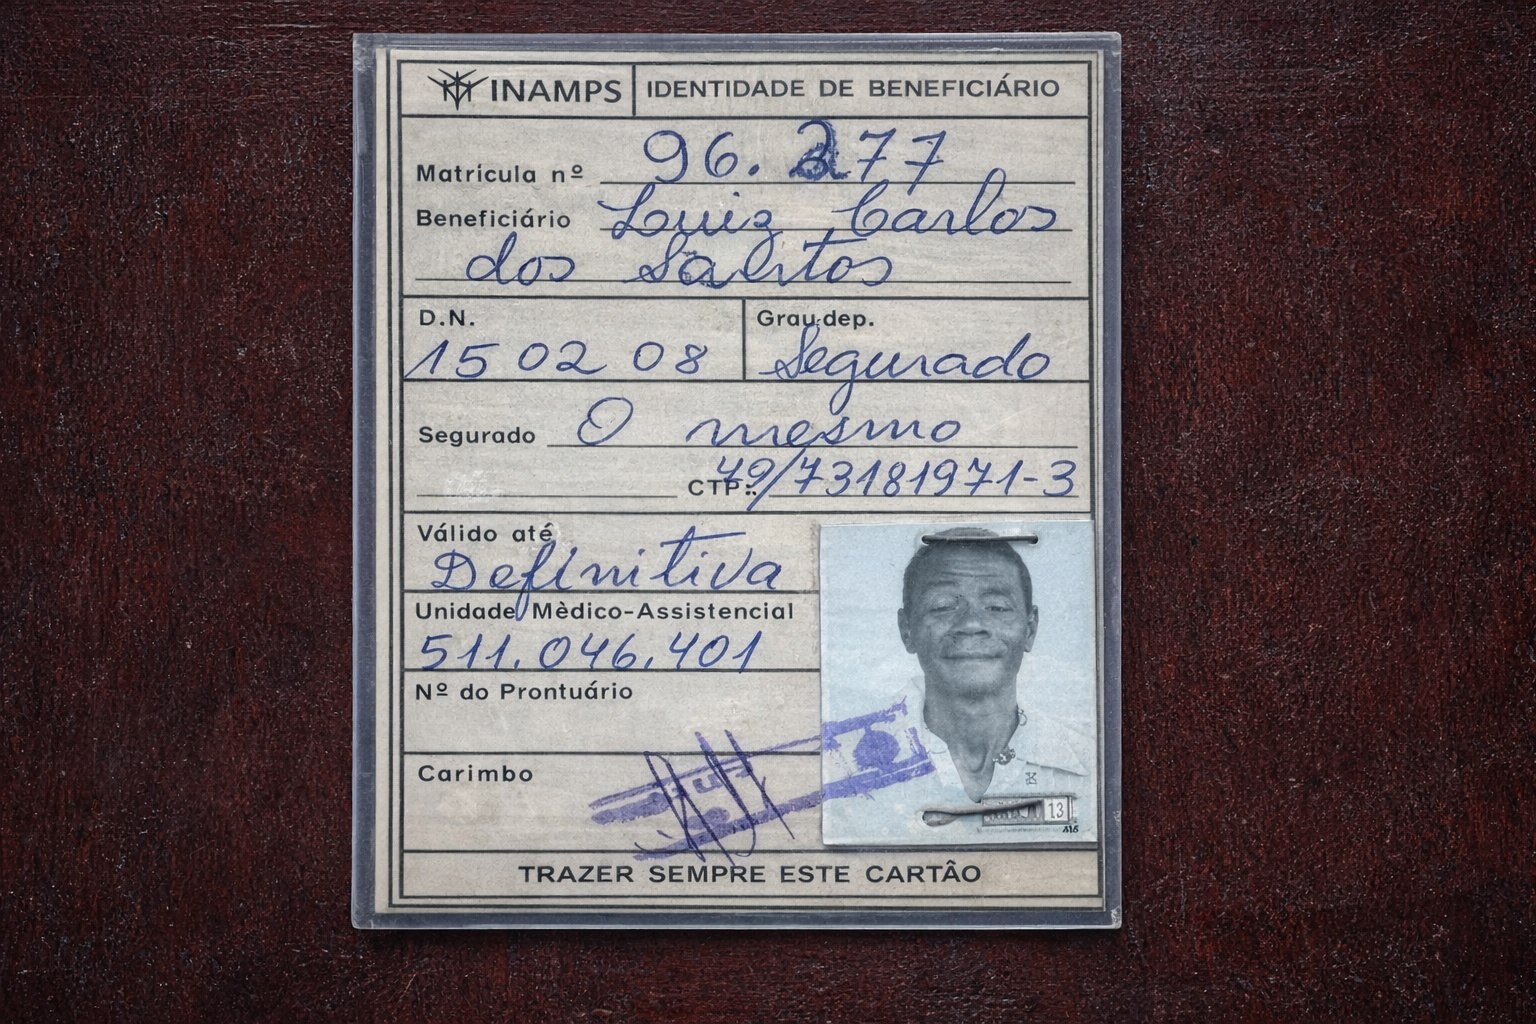 INAMPS IDENTIDADE DE BENEFICIÁRIO
Matrícula nº 96.277
Beneficiário Luiz Carlos
dos Santos
D.N. Grau dep.
15 02 08 Segurado
Segurado O mesmo
CTP.: 49/73181971-3
Válido até
Definitiva
Unidade Mèdico-Assistencial
511.046.401
Nº do Prontuário
Carimbo
13
TRAZER SEMPRE ESTE CARTÂO